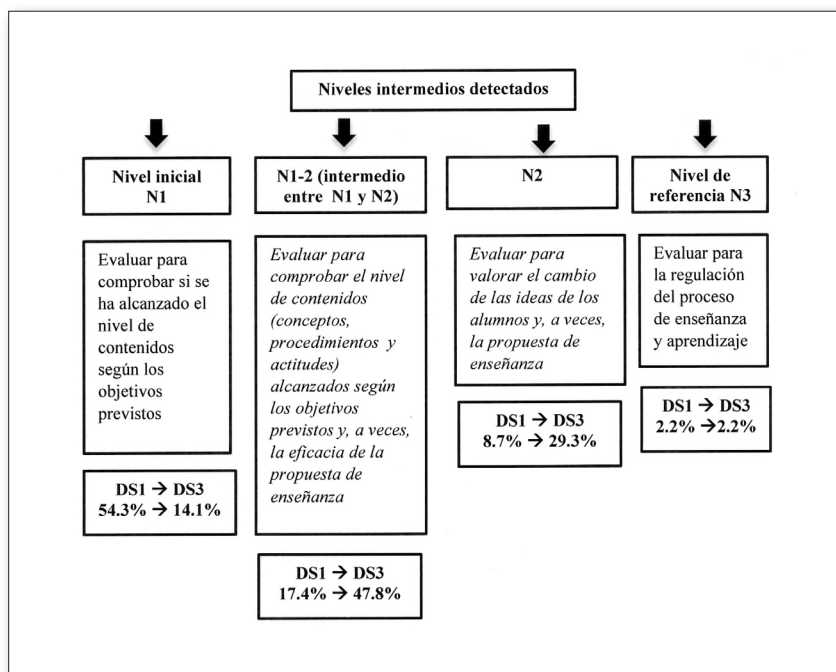 Niveles intermedios detectados
Nivel inicial
N1
N1-2 (intermedio
entre N1 y N2)
N2
Nivel de
referencia N3
Evaluar para
comprobar si se
ha alcanzado el
nivel de
contenidos
según los
objetivos
previstos
Evaluar para
comprobar el nivel
de contenidos
(conceptos,
procedimientos y
actitudes)
alcanzados según
los objetivos
previstos y, a veces,
la eficacia de la
propuesta de
enseñanza
Evaluar para
valorar el cambio
de las ideas de los
alumnos y, a veces,
la propuesta de
enseñanza
Evaluar para
la regulación
del proceso
de enseñanza
y aprendizaje
DS1 → DS3
54.3% → 14.1%
DS1 → DS3
17.4% → 47.8%
DS1 → DS3
8.7% → 29.3%
DS1 → DS3
2.2% →2.2%